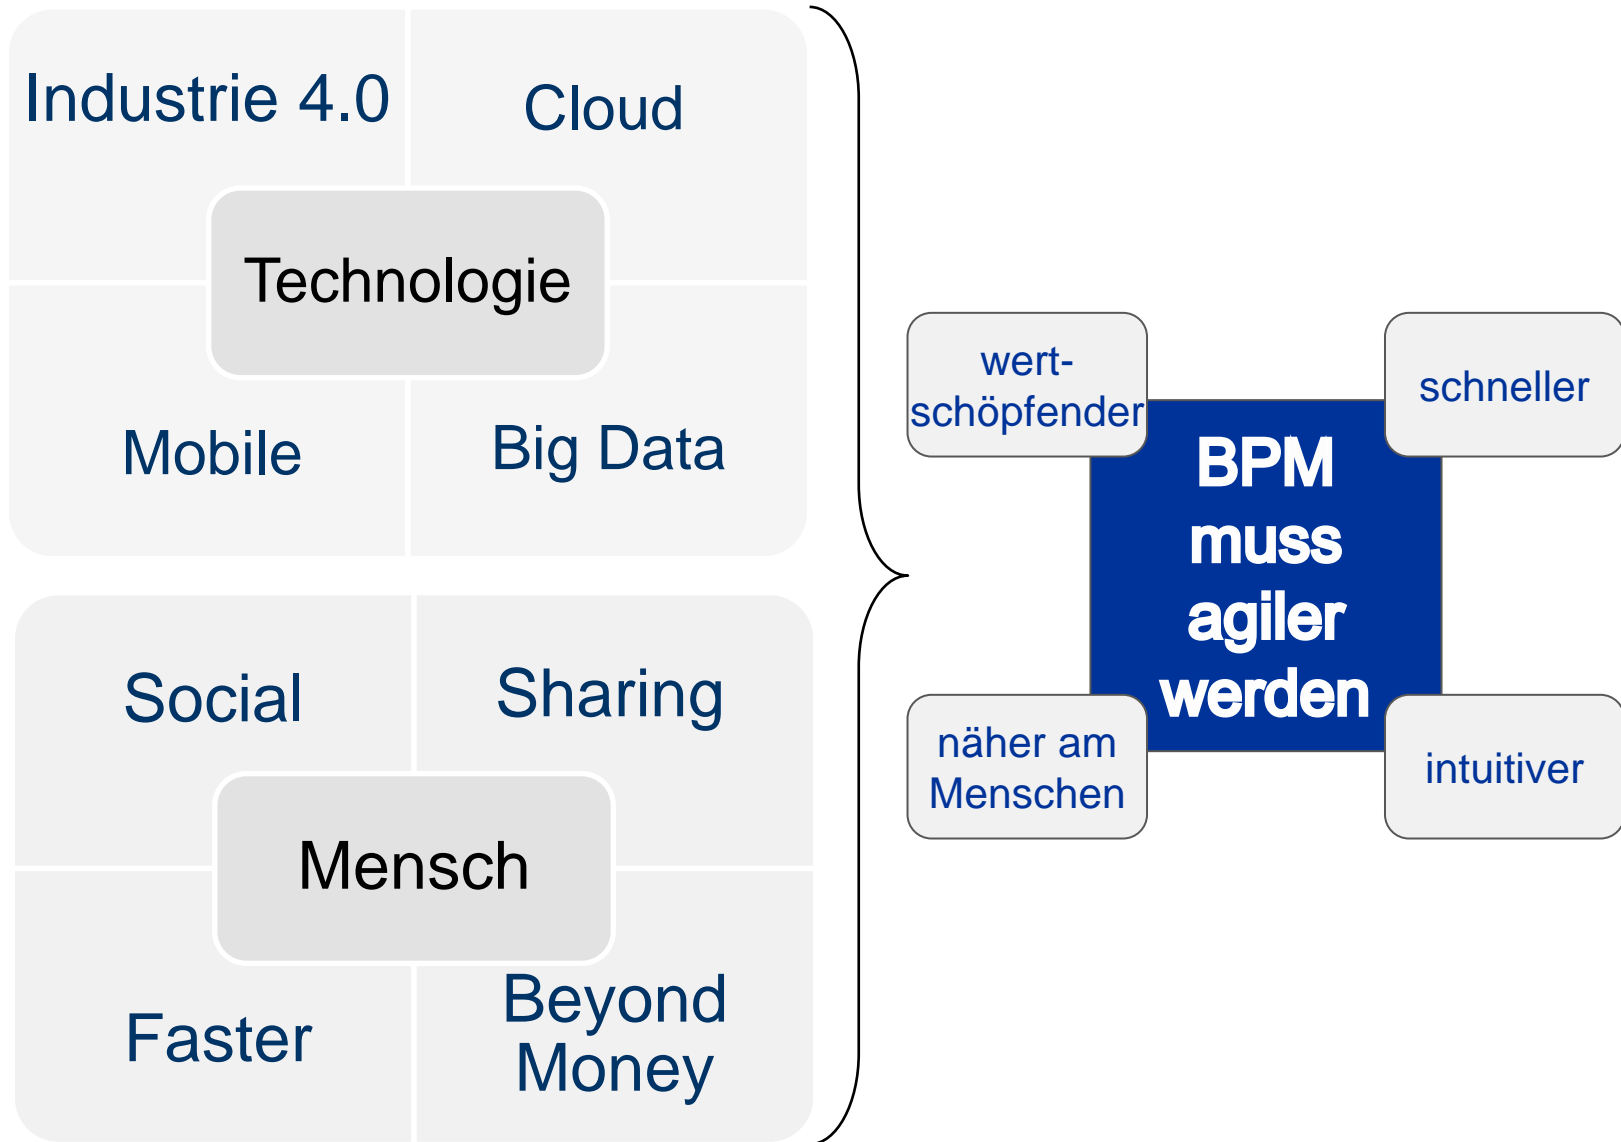 Industrie 4.0
Cloud
Technologie
Mobile
Big Data
Social
Sharing
Mensch
Faster
Beyond
Money
wert-
schöpfender
schneller
BPM
muss
agiler
werden
näher am
Menschen
intuitiver